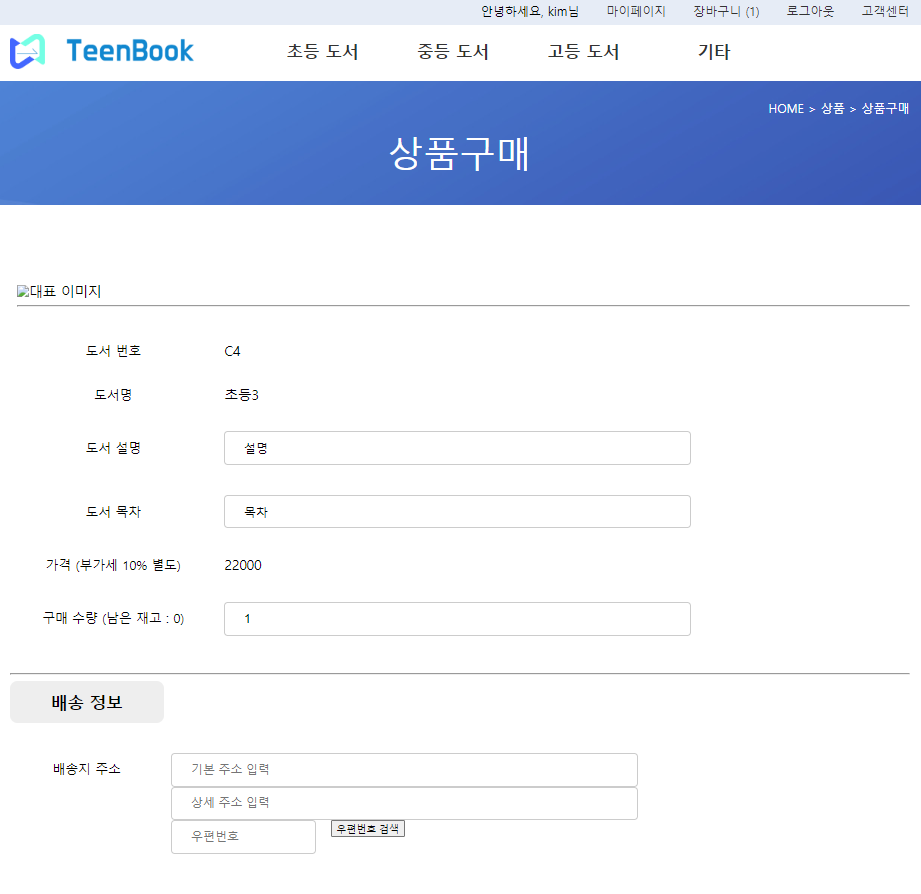 안녕하세요, kim님 마이페이지 장바구니 (1) 로그아웃 고객센터
TeenBook 초등 도서 중등 도서 고등 도서 기타
HOME > 상품 > 상품구매
상품구매
대표 이미지
도서 번호 C4
도서명 초등3
도서 설명 설명
도서 목차 목차
가격 (부가세 10% 별도) 22000
구매 수량 (남은 재고 : 0) 1
배송 정보
배송지 주소 기본 주소 입력
상세 주소 입력
우편번호 우편번호 검색